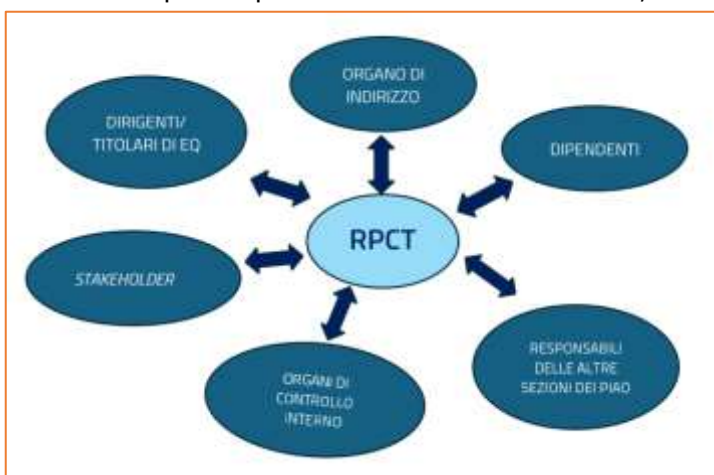 ORGANO DI
INDIRIZZO
DIRIGENTI/
TITOLARI DI EQ
DIPENDENTI
RPCT
STAKEHOLDER
RESPONSABILI
DELLE ALTRE
SEZIONI DEI PIAO
ORGANI DI
CONTROLLO
INTERNO